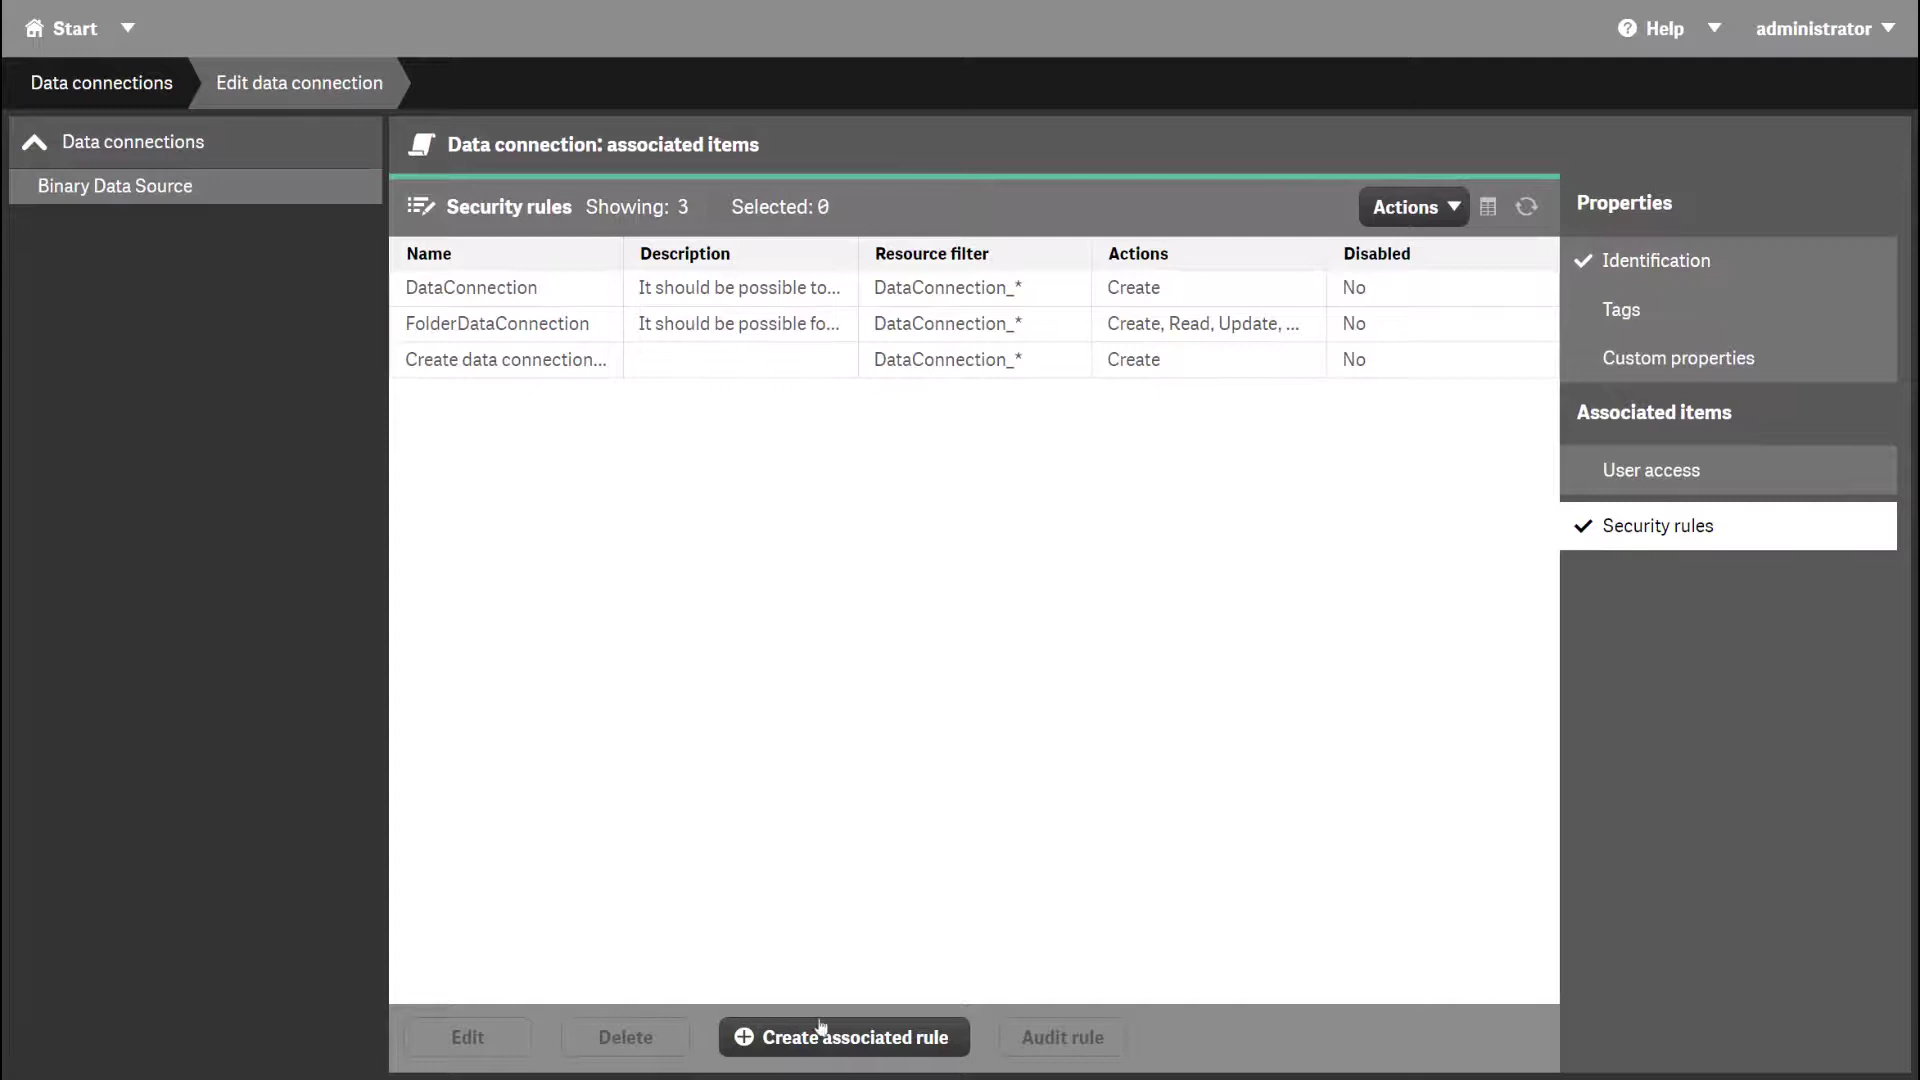 Start
Help
administrator
Data connections
Edit data connection
Data connections
Binary Data Source
Data connection: associated items
Security rules Showing: 3 Selected: 0
Actions
Name Description Resource filter Actions Disabled
DataConnection It should be possible to... DataConnection_* Create No
FolderDataConnection It should be possible fo... DataConnection_* Create, Read, Update, ... No
Create data connection... DataConnection_* Create No
Properties
Identification
Tags
Custom properties
Associated items
User access
Security rules
Edit
Delete
Create associated rule
Audit rule